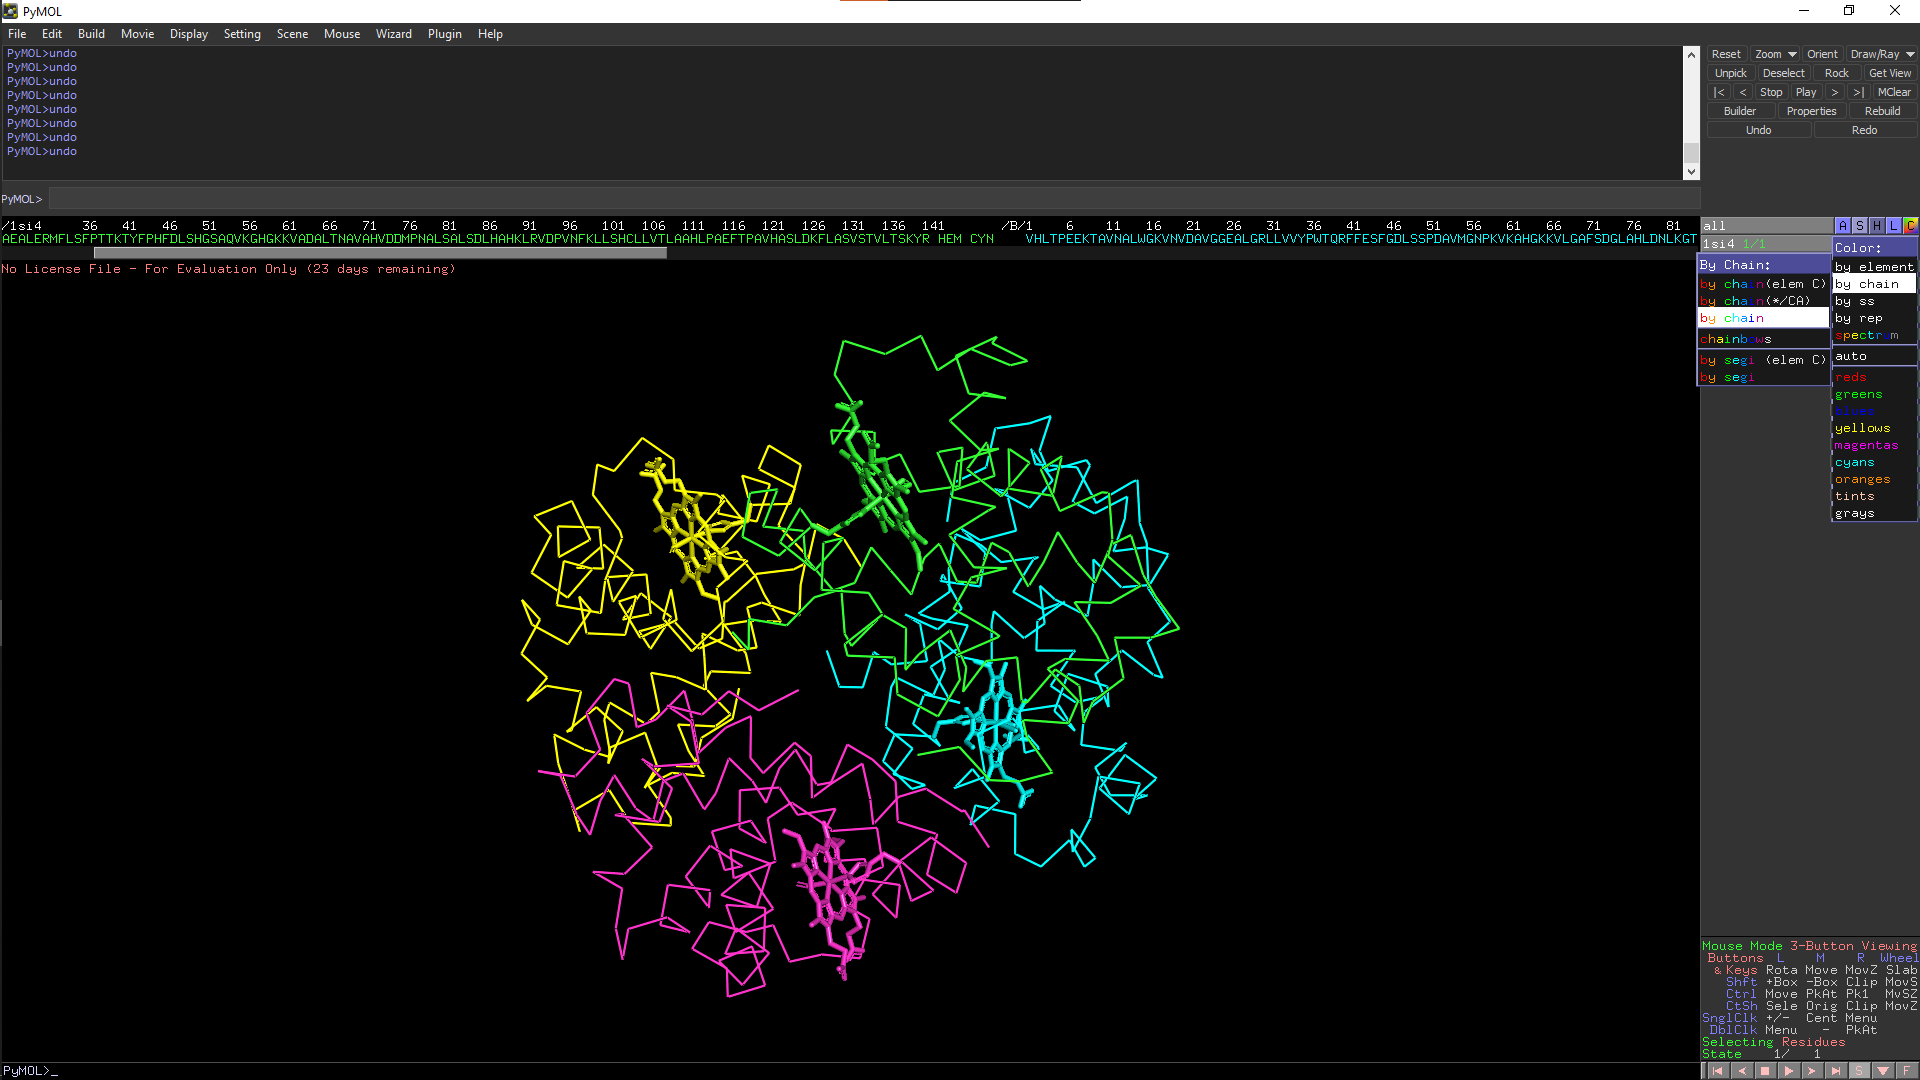 PyMOL
File Edit Build Movie Display Setting Scene Mouse Wizard Plugin Help
PyMOL>undo
PyMOL>undo
PyMOL>undo
PyMOL>undo
PyMOL>undo
PyMOL>undo
PyMOL>undo
PyMOL>undo
Reset Zoom Orient Draw/Ray
Unpick Deselect Rock Get View
|< < Stop Play > >| MClear
Builder Properties Rebuild
Undo Redo
PyMOL>
/1si4 36 41 46 51 56 61 66 71 76 81 86 91 96 101 106 111 116 121 126 131 136 141 /B/1 6 11 16 21 26 31 36 41 46 51 56 61 66 71 76 81
AEALERMFLSFPTTKTYFPHFDLSHGSAQVKGHGKKVADALTNAVAHVDDMPNALSALSDLHAHKLRVDPVNFKLLSHCLLVTLAAHLPAEFTPAVHASLDKFLASVSTVLTSKYR HEM CYN VHLTPEEKTAVNALWGKVNVDAVGGEALGRLLVVYPWTQRFFESFGDLSSPDAVMGNPKVKAHGKKVLGAFSDGLAHLDNLKGT
No License File - For Evaluation Only (23 days remaining)
all A S H L C
1si4 1/1
Color:
by element
by chain
by ss
by rep
spectrum
auto
reds
greens
blues
yellows
magentas
cyans
oranges
tints
grays
By Chain:
by chain(elem C)
by chain(*/CA)
by chain
chainbows
by segi (elem C)
by segi
Mouse Mode 3-Button Viewing
Buttons L M R Wheel
& Keys Rota Move MovZ Slab
Shft +Box -Box Clip MovS
Ctrl Move PkAt Pk1 MvSZ
CtSh Sele Orig Clip MovZ
SnglClk +/- Cent Menu
DblClk Menu - PkAt
Selecting Residues
State 1/ 1
S F
PyMOL>_